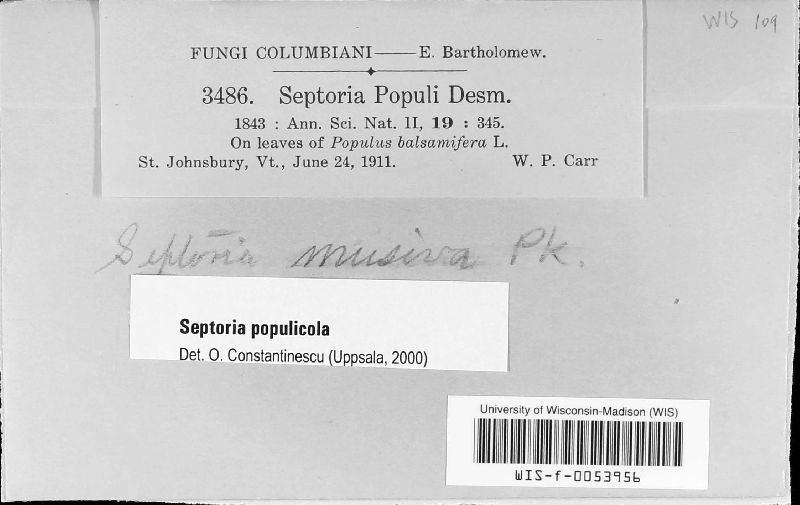 WIS 109
FUNGI COLUMBIANI——E. Bartholomew.
3486. Septoria Populi Desm.
1843 : Ann. Sci. Nat. II, 19 : 345.
On leaves of Populus balsamifera L.
St. Johnsbury, Vt., June 24, 1911. W. P. Carr
Septoria musiva Pk.
Septoria populicola
Det. O. Constantinescu (Uppsala, 2000)
University of Wisconsin-Madison (WIS)
WIS-f-0053956